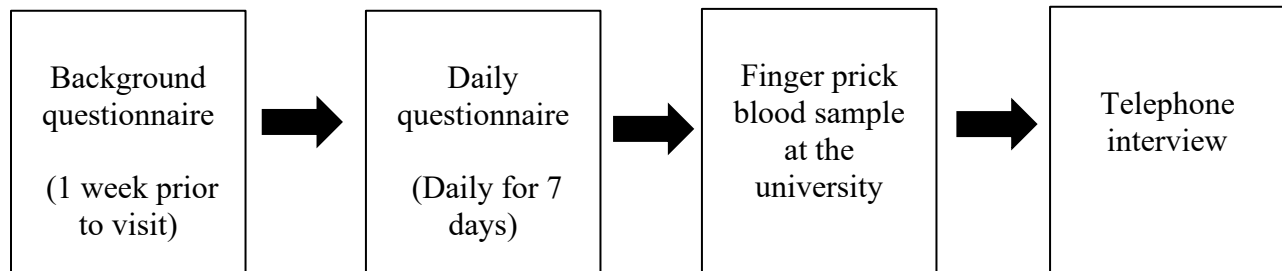 Background
questionnaire
(1 week prior
to visit)
Daily
questionnaire
(Daily for 7
days)
Finger prick
blood sample
at the
university
Telephone
interview